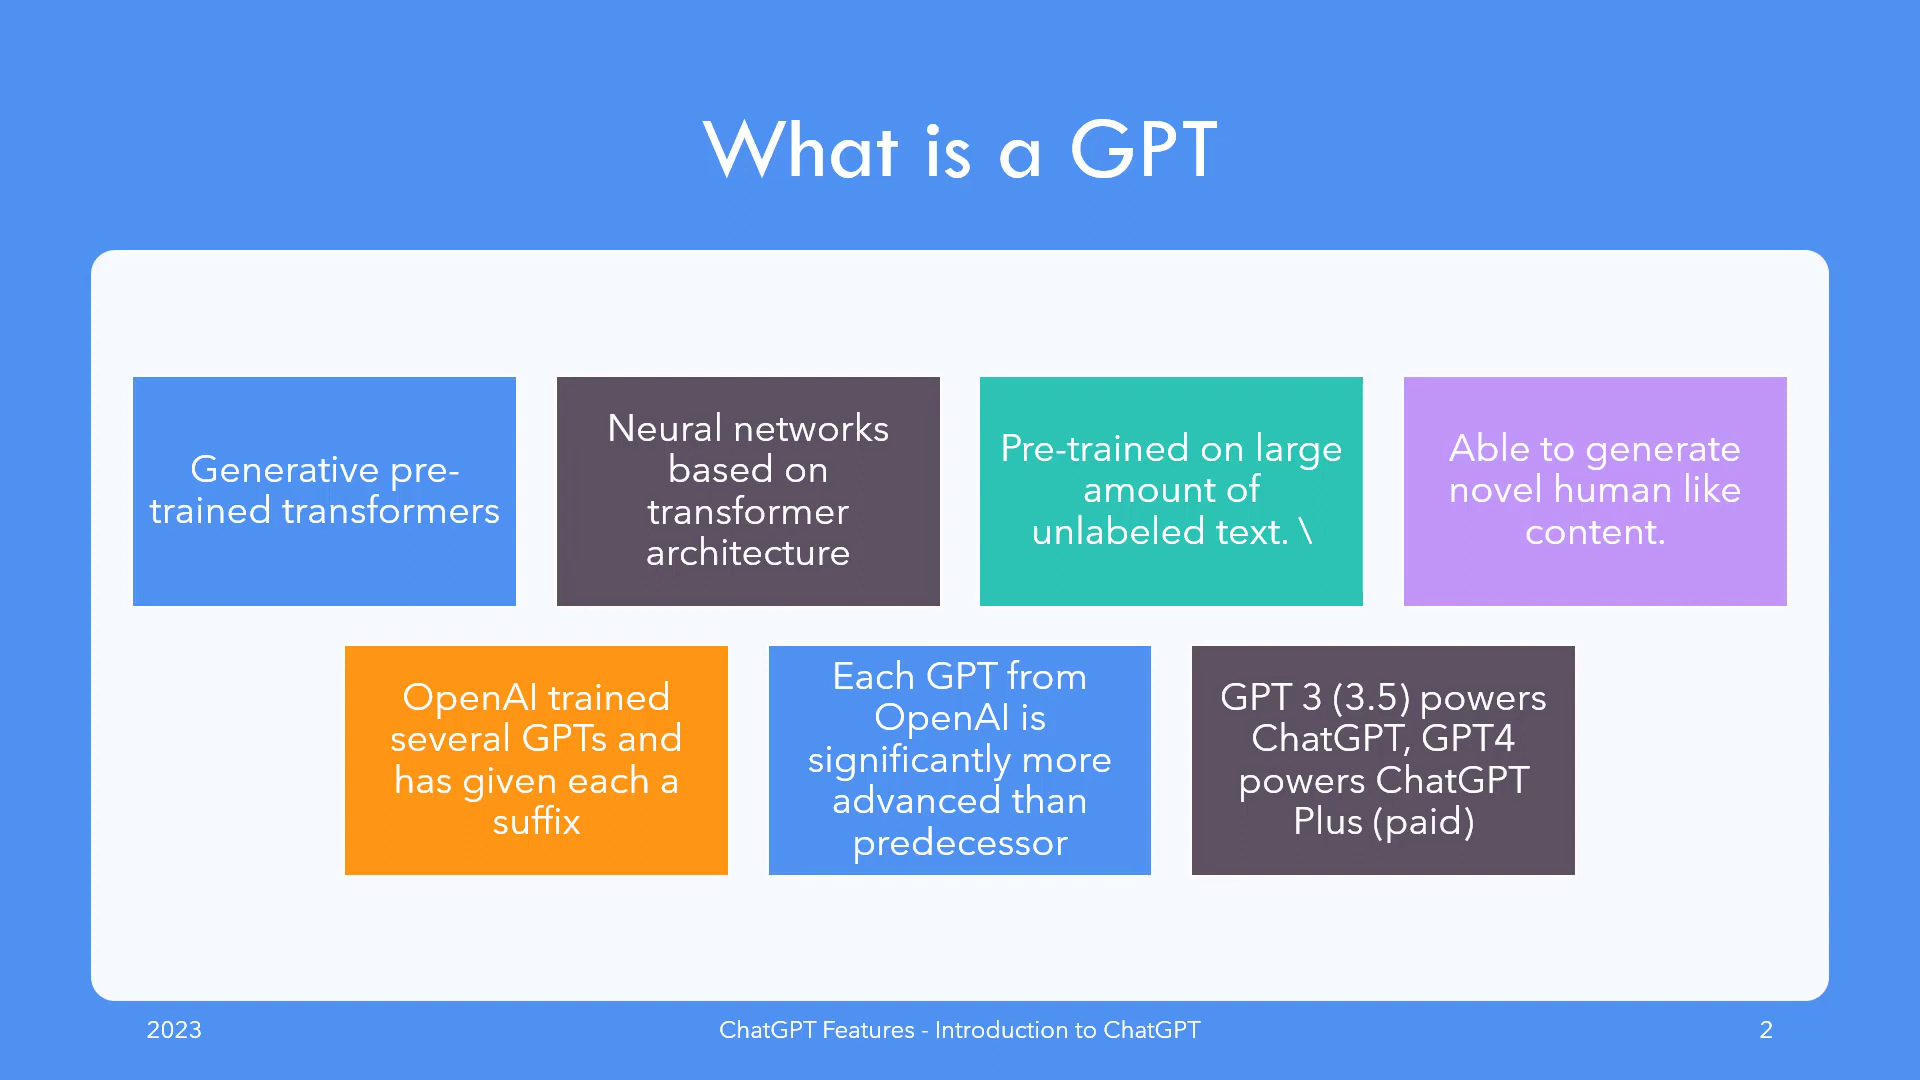 What is a GPT
Generative pre-
trained transformers
Neural networks
based on
transformer
architecture
Pre-trained on large
amount of
unlabeled text. \
Able to generate
novel human like
content.
OpenAI trained
several GPTs and
has given each a
suffix
Each GPT from
OpenAI is
significantly more
advanced than
predecessor
GPT 3 (3.5) powers
ChatGPT, GPT4
powers ChatGPT
Plus (paid)
2023
ChatGPT Features - Introduction to ChatGPT
2